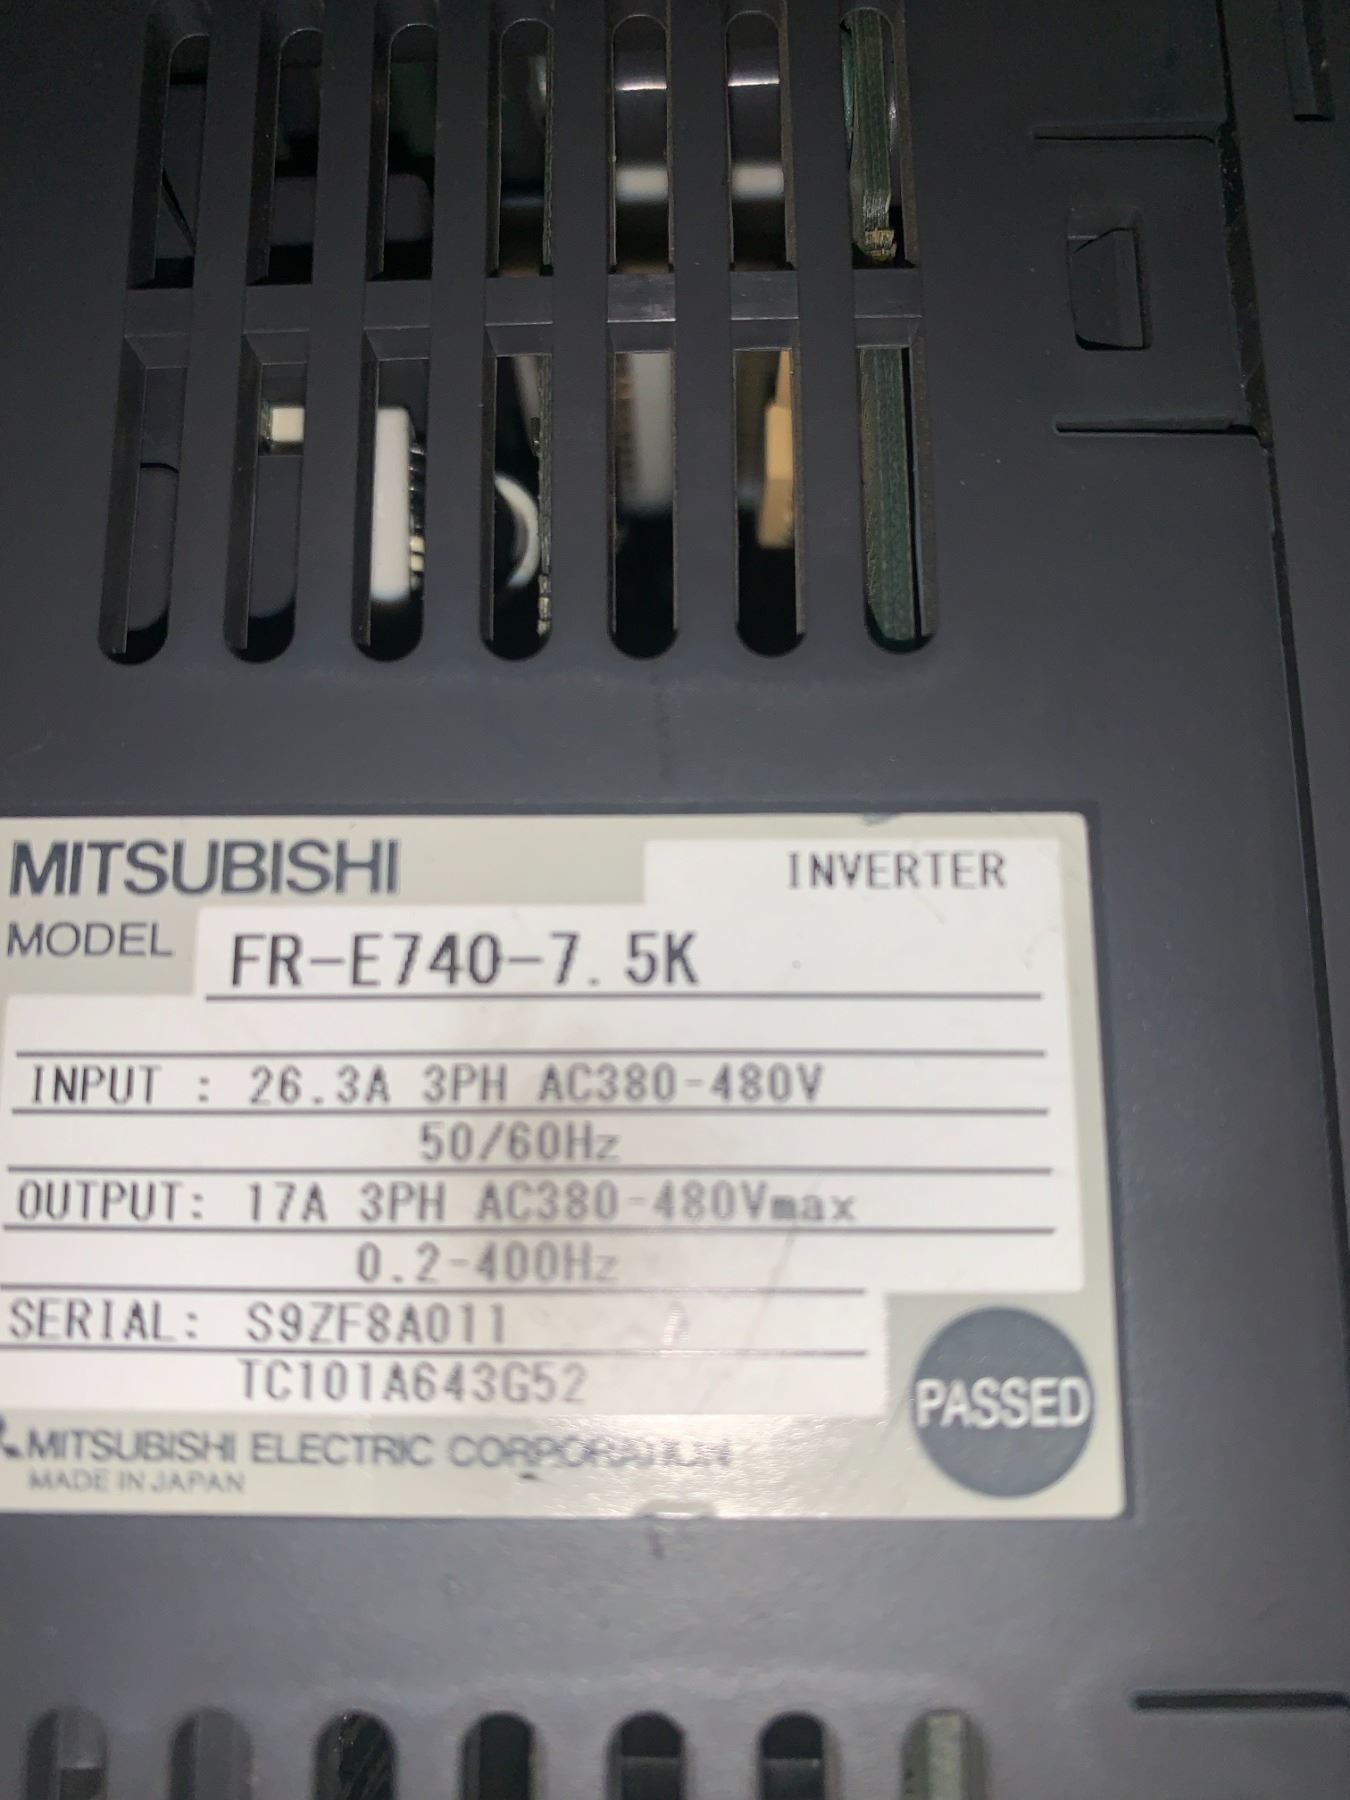 MITSUBISHI INVERTER
MODEL FR-E740-7.5K
INPUT : 26.3A 3PH AC380-480V
50/60Hz
OUTPUT: 17A 3PH AC380-480Vmax
0.2-400Hz
SERIAL: S9ZF8A011
TC101A643G52
PASSED
MITSUBISHI ELECTRIC CORPORATION
MADE IN JAPAN